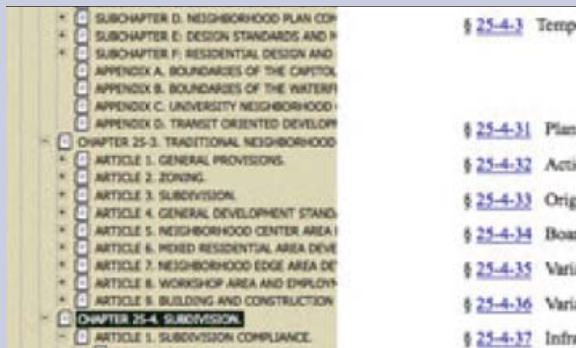 SUBCHAPTER D. NEIGHBORHOOD PLAN COM
SUBCHAPTER E: DESIGN STANDARDS AND M
SUBCHAPTER F: RESIDENTIAL DESIGN AND
APPENDIX A. BOUNDARIES OF THE CAPITOL
APPENDIX B. BOUNDARIES OF THE WATERF
APPENDIX C. UNIVERSITY NEIGHBORHOOD
APPENDIX D. TRANSIT ORIENTED DEVELOPM
CHAPTER 25-3. TRADITIONAL NEIGHBORHOOD
ARTICLE 1. GENERAL PROVISIONS.
ARTICLE 2. ZONING.
ARTICLE 3. SUBDIVISION.
ARTICLE 4. GENERAL DEVELOPMENT STAND
ARTICLE 5. NEIGHBORHOOD CENTER AREA
ARTICLE 6. MIXED RESIDENTIAL AREA DEVE
ARTICLE 7. NEIGHBORHOOD EDGE AREA DE
ARTICLE 8. WORKSHOP AREA AND EMPLOYM
ARTICLE 9. BUILDING AND CONSTRUCTION
CHAPTER 25-4. SUBDIVISION.
ARTICLE 1. SUBDIVISION COMPLIANCE.
§ 25-4-3 Temp
§ 25-4-31 Plan
§ 25-4-32 Acti
§ 25-4-33 Orig
§ 25-4-34 Boa
§ 25-4-35 Vari
§ 25-4-36 Vari
§ 25-4-37 Infra